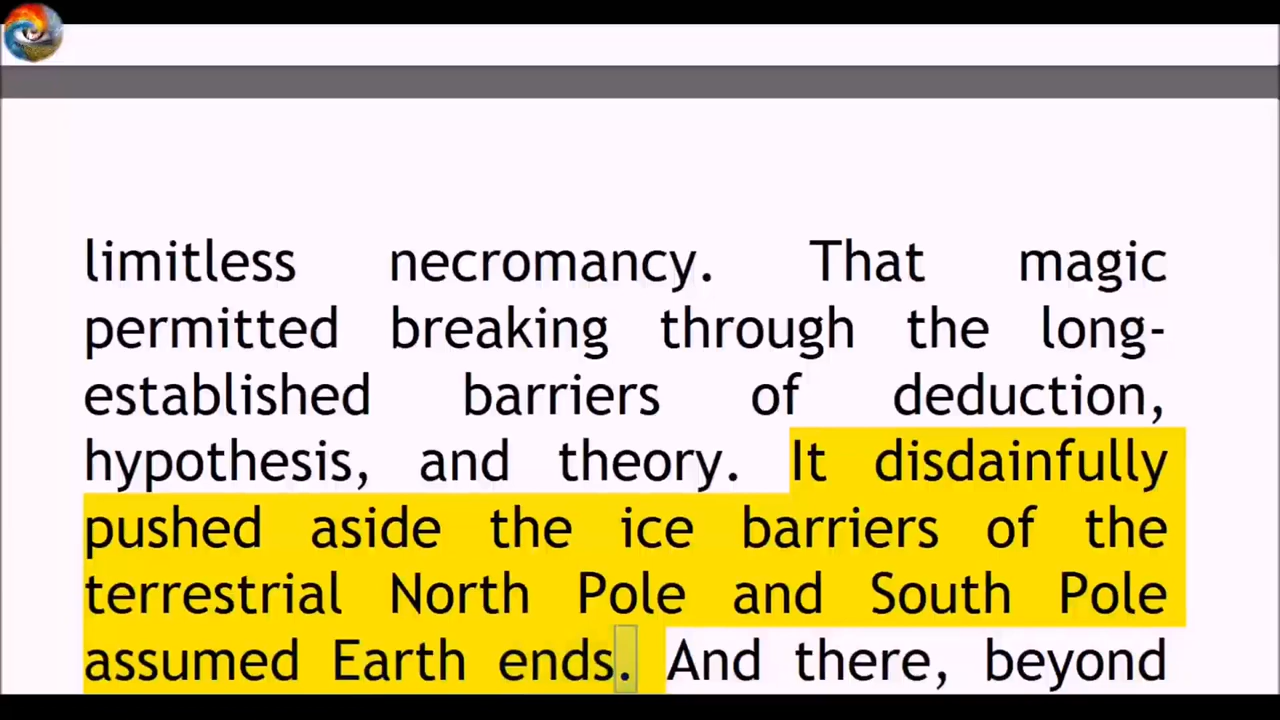 limitless necromancy. That magic
permitted breaking through the long-
established barriers of deduction,
hypothesis, and theory. It disdainfully
pushed aside the ice barriers of the
terrestrial North Pole and South Pole
assumed Earth ends. And there, beyond